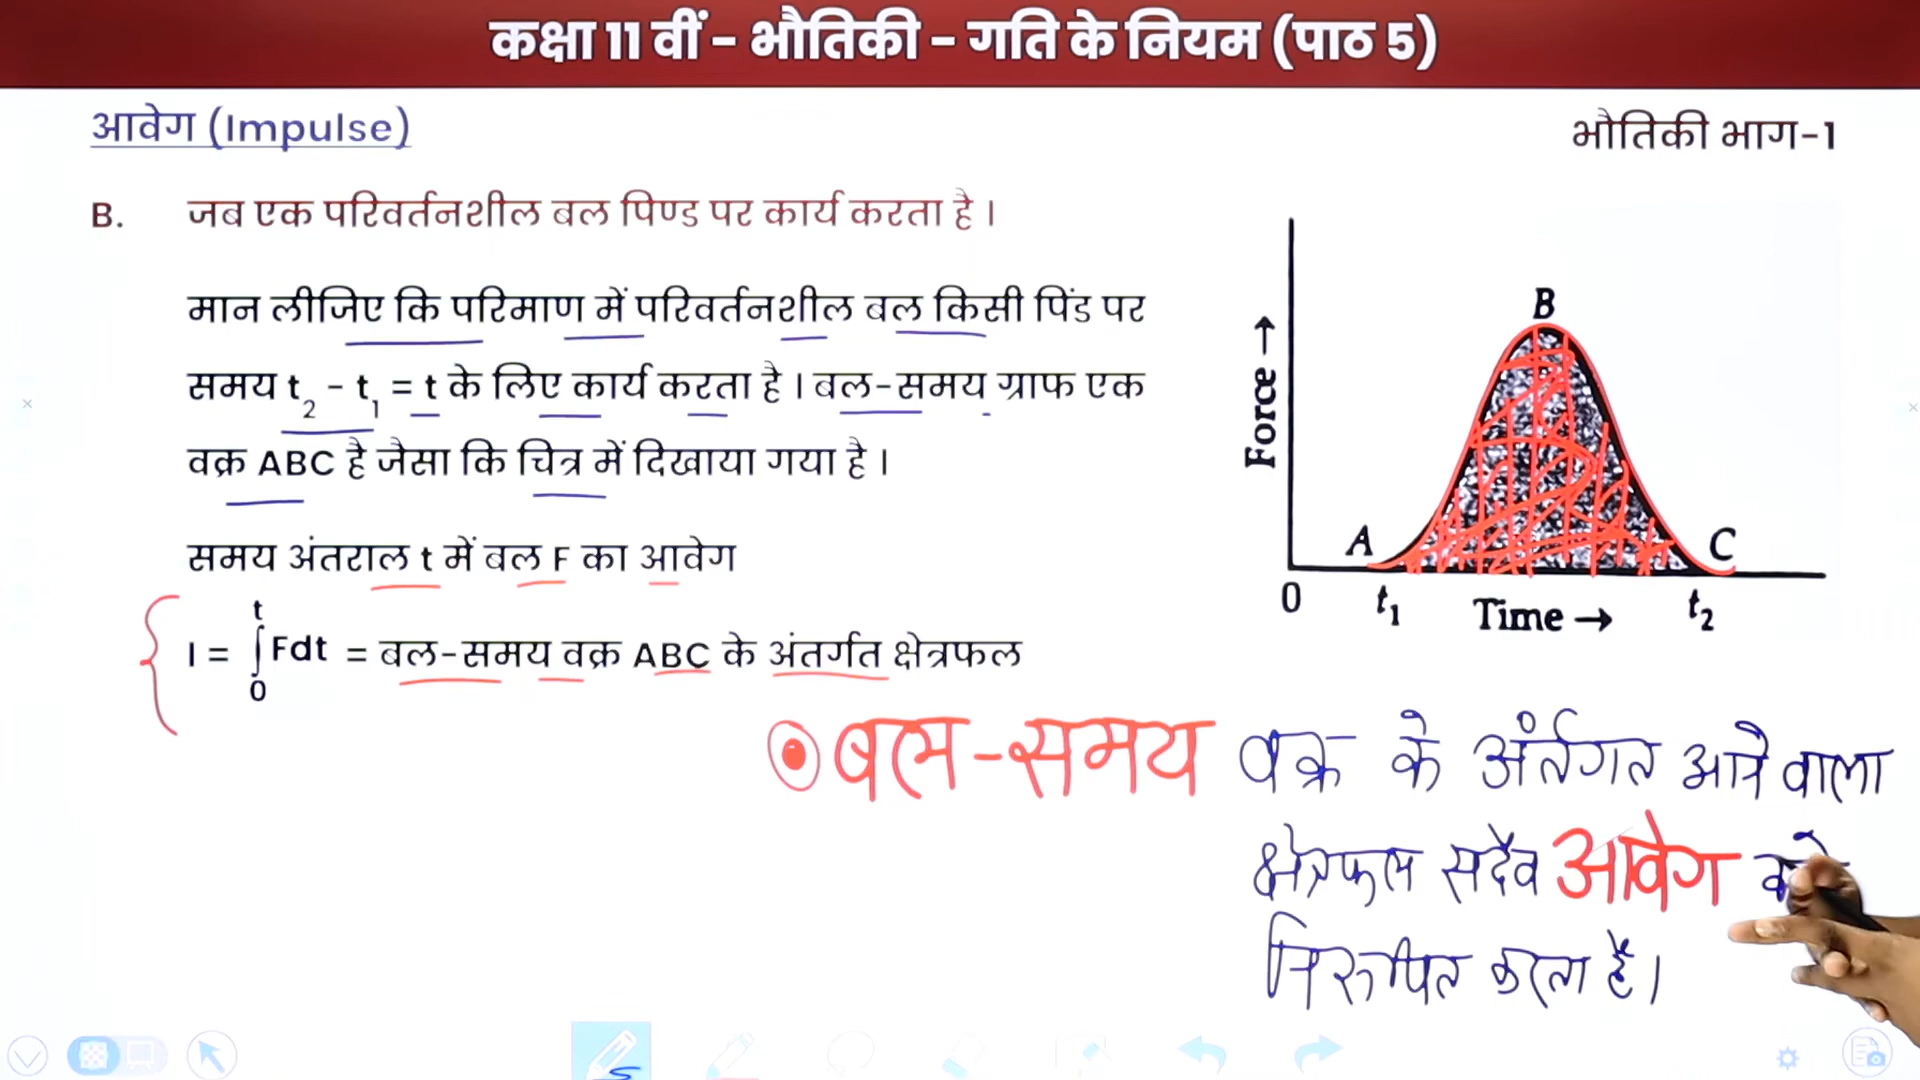 कक्षा 11 वीं - भौतिकी - गति के नियम (पाठ 5)
आवेग (Impulse)
भौतिकी भाग-1
B. जब एक परिवर्तनशील बल पिण्ड पर कार्य करता है ।
मान लीजिए कि परिमाण में परिवर्तनशील बल किसी पिंड पर
समय t₂ - t₁ = t के लिए कार्य करता है । बल-समय ग्राफ एक
वक्र ABC है जैसा कि चित्र में दिखाया गया है ।
समय अंतराल t में बल F का आवेग
I = ∫₀ᵗ Fdt = बल-समय वक्र ABC के अंतर्गत क्षेत्रफल
Force →
B
A
C
0
t₁
Time →
t₂
बल-समय वक्र के अंर्तगत आने वाला
क्षेत्रफल सदैव आवेग को
निरूपित करता है।